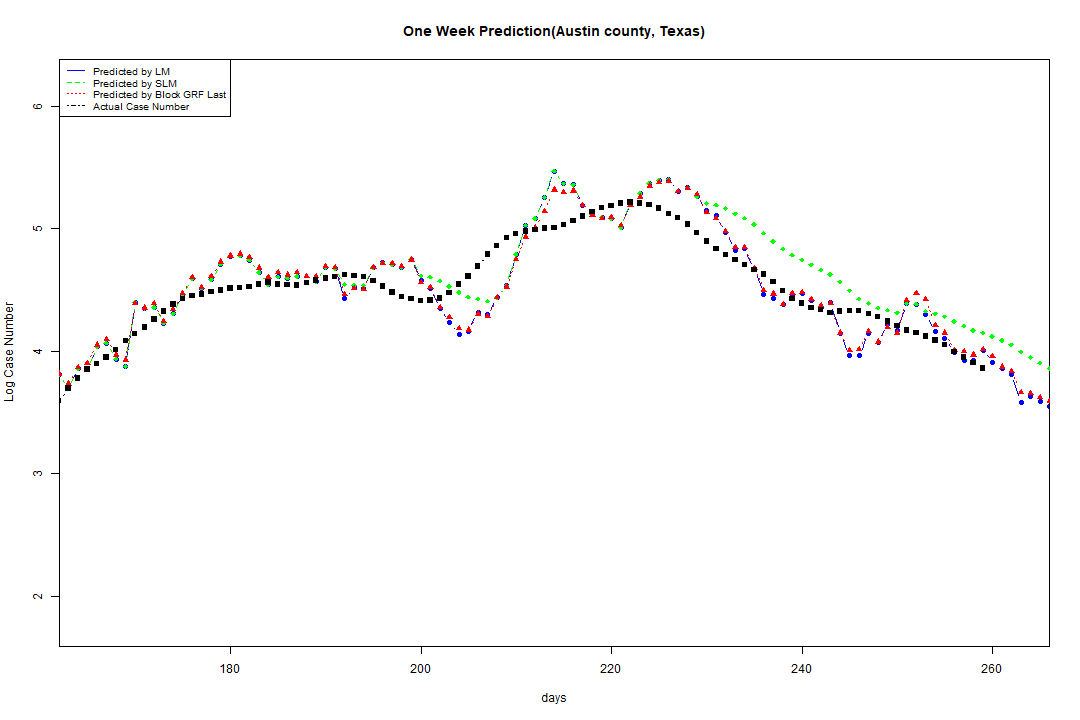 One Week Prediction(Austin county, Texas)
Predicted by LM
Predicted by SLM
Predicted by Block GRF Last
Actual Case Number
6
5
4
3
2
Log Case Number
180
200
220
240
260
days